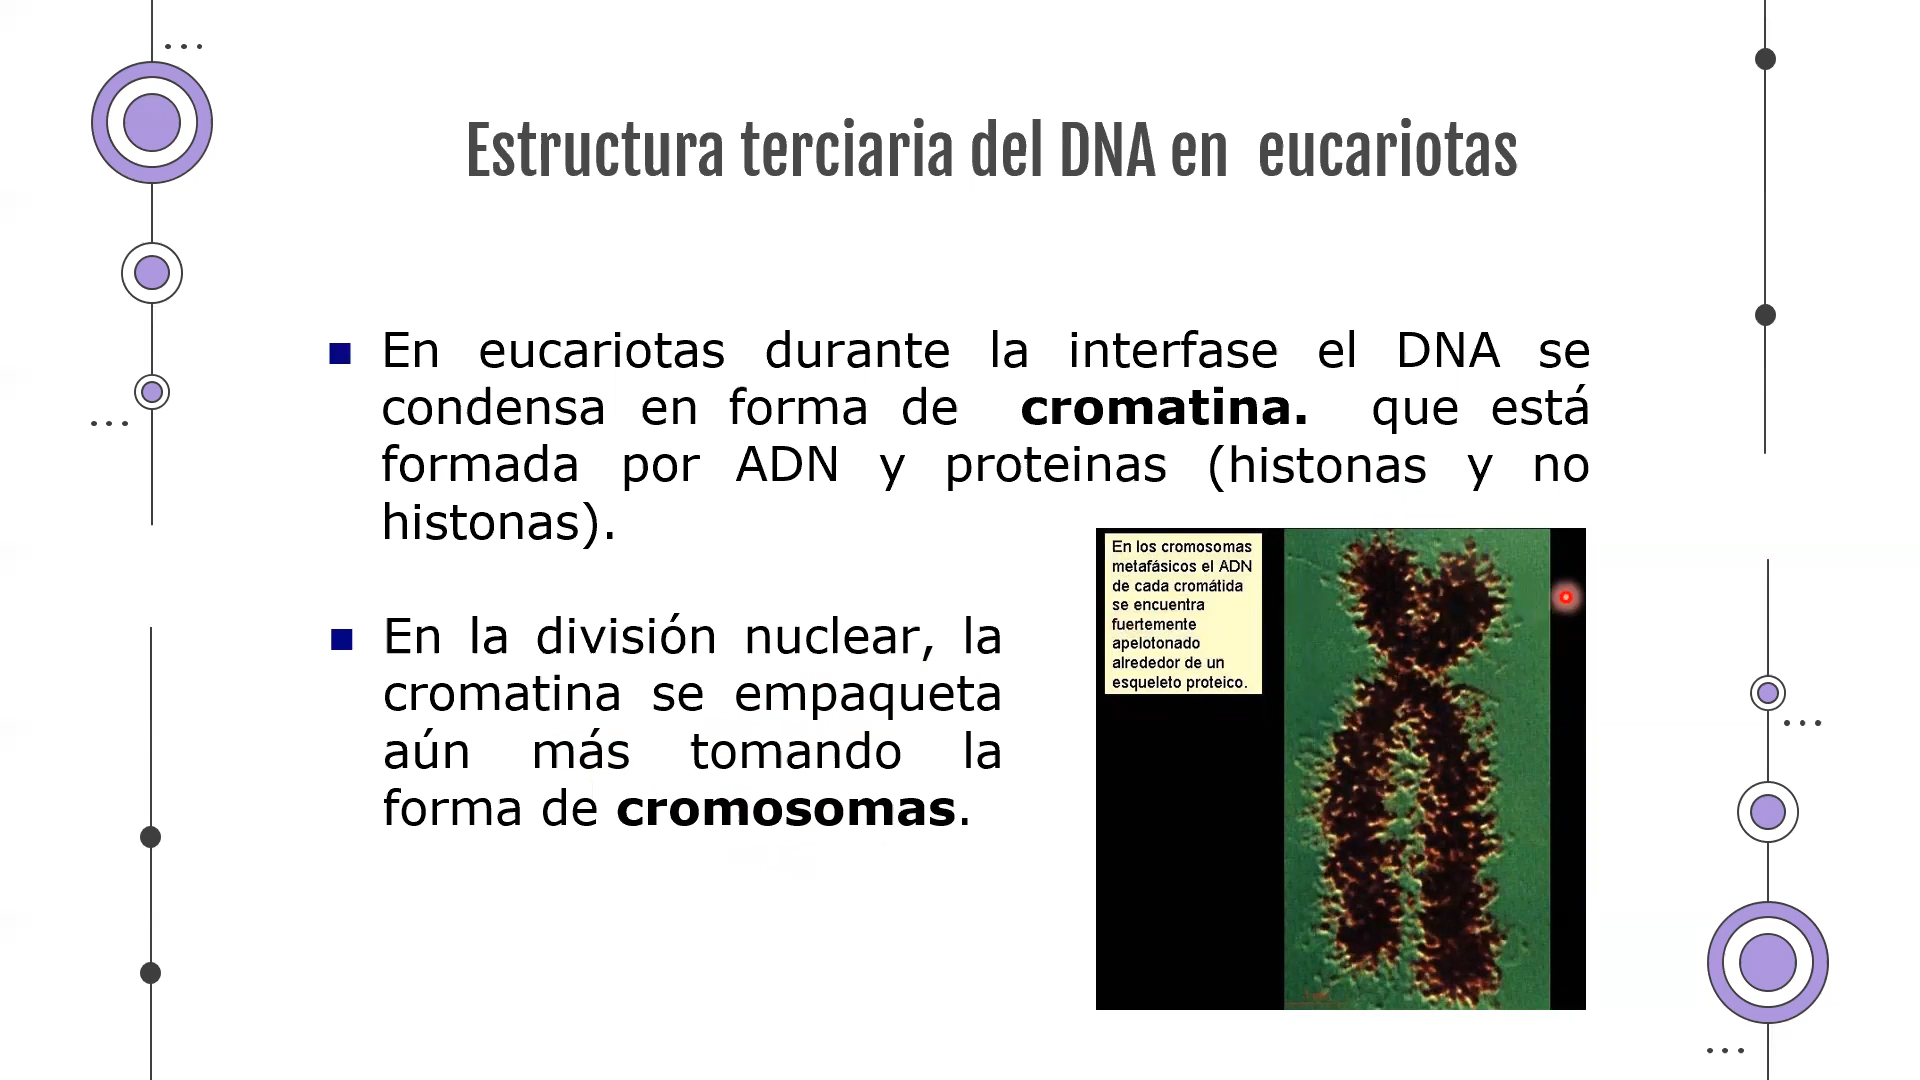 Estructura terciaria del DNA en eucariotas
En eucariotas durante la interfase el DNA se
condensa en forma de cromatina. que está
formada por ADN y proteinas (histonas y no
histonas).
En los cromosomas
metafásicos el ADN
de cada cromátida
se encuentra
fuertemente
apelotonado
alrededor de un
esqueleto proteico.
En la división nuclear, la
cromatina se empaqueta
aún más tomando la
forma de cromosomas.